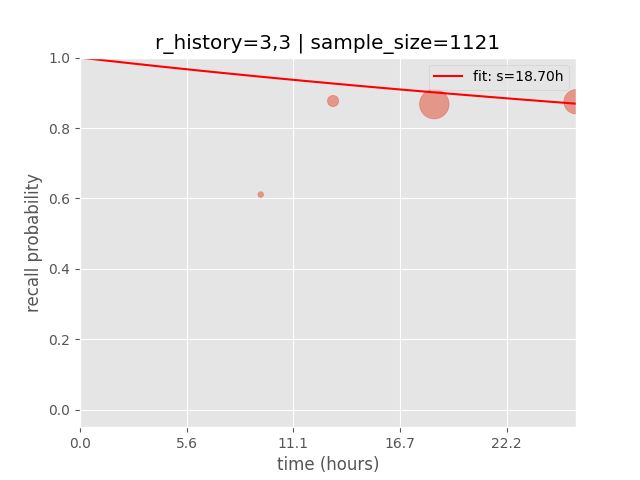 r_history=3,3 | sample_size=1121
fit: s=18.70h
recall probability
1.0
0.8
0.6
0.4
0.2
0.0
0.0 5.6 11.1 16.7 22.2
time (hours)